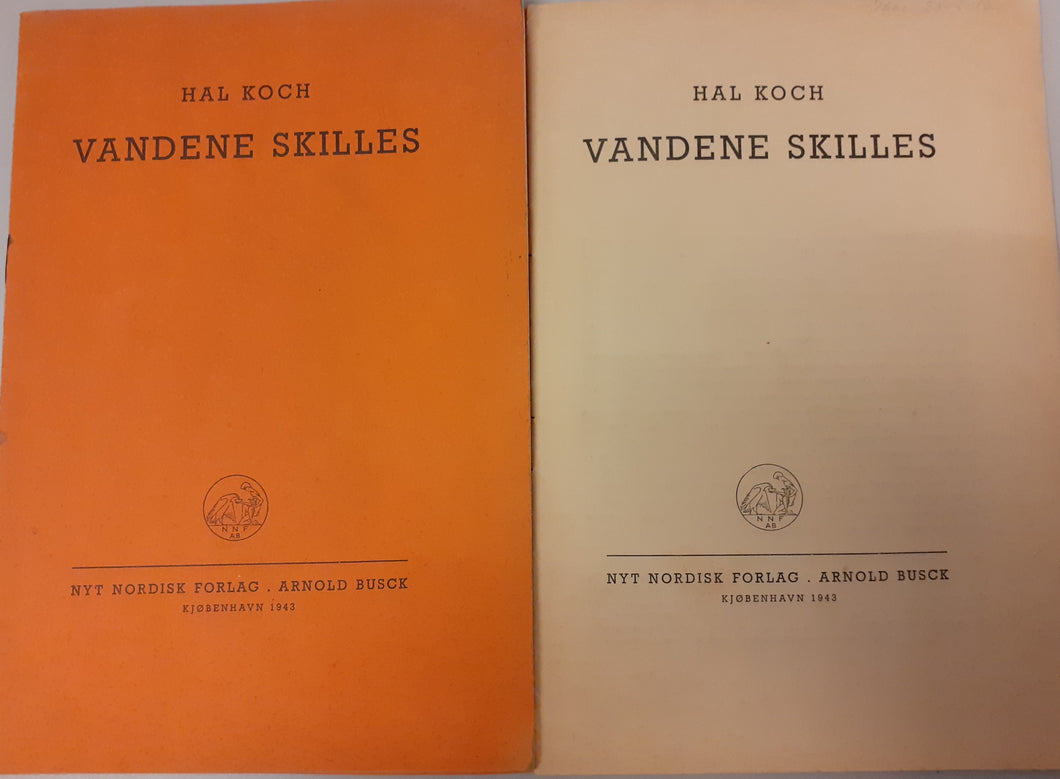 HAL KOCH
VANDENE SKILLES
NNF
AB
NYT NORDISK FORLAG . ARNOLD BUSCK
KJØBENHAVN 1943
HAL KOCH
VANDENE SKILLES
NNF
AB
NYT NORDISK FORLAG . ARNOLD BUSCK
KJØBENHAVN 1943